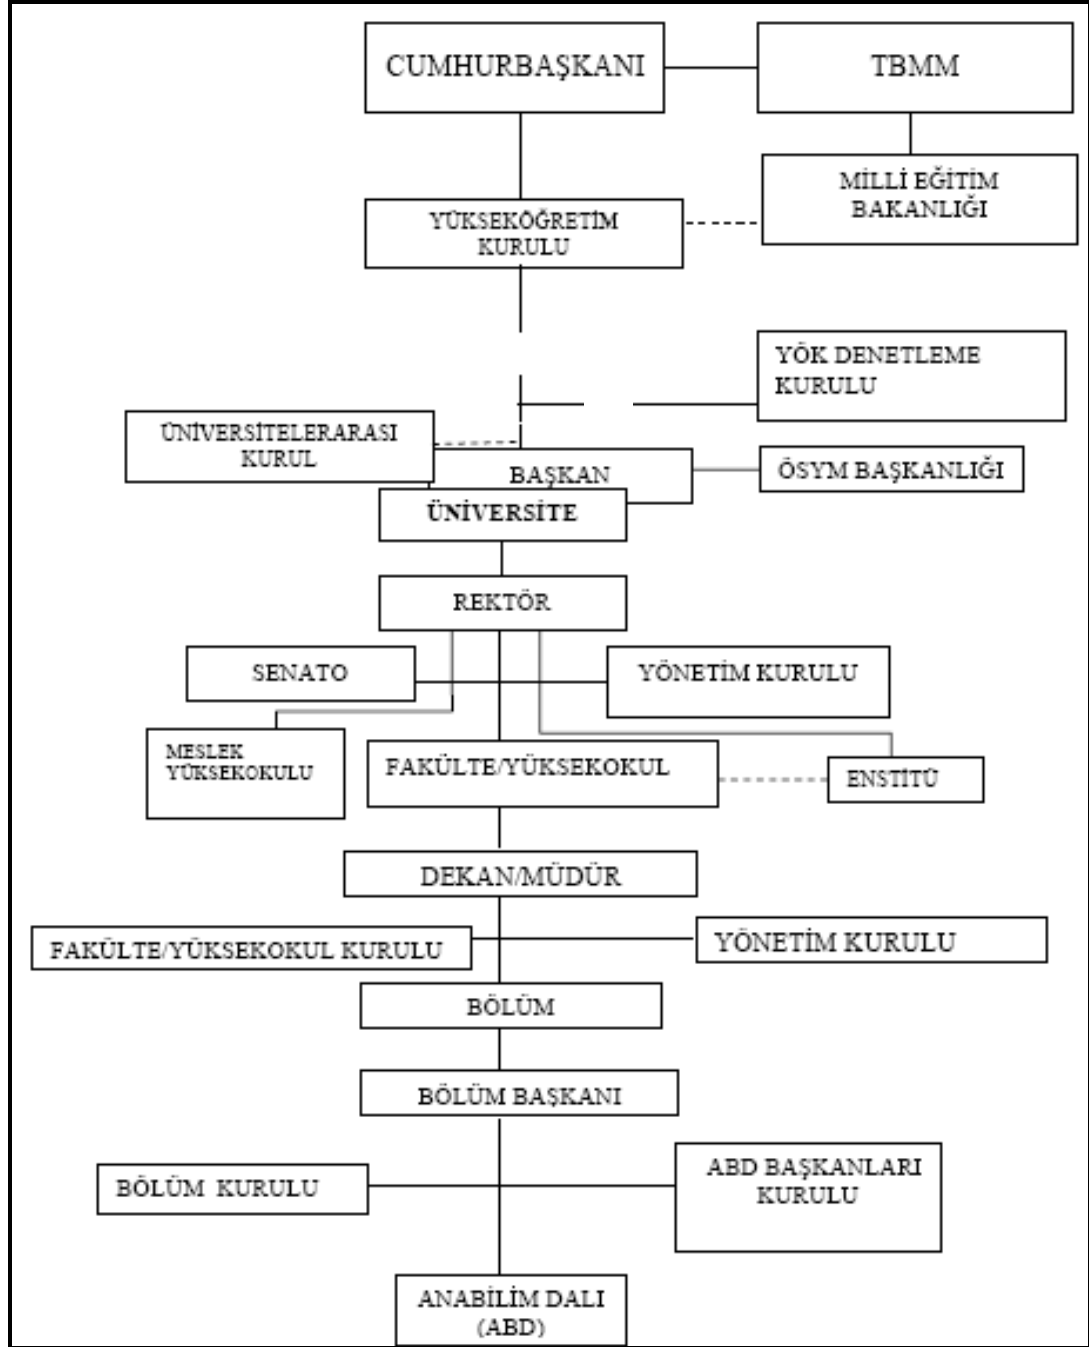 CUMHURBAŞKANI
TBMM
MİLLİ EĞİTİM
BAKANLIĞI
YÜKSEKÖĞRETİM
KURULU
YÖK DENETLEME
KURULU
ÜNİVERSİTELERARASI
KURUL
BAŞKAN
ÖSYM BAŞKANLIĞI
ÜNİVERSİTE
REKTÖR
SENATO
YÖNETİM KURULU
MESLEK
YÜKSEKOKULU
FAKÜLTE/YÜKSEKOKUL
ENSTİTÜ
DEKAN/MÜDÜR
FAKÜLTE/YÜKSEKOKUL KURULU
YÖNETİM KURULU
BÖLÜM
BÖLÜM BAŞKANI
BÖLÜM KURULU
ABD BAŞKANLARI
KURULU
ANABİLİM DALI
(ABD)